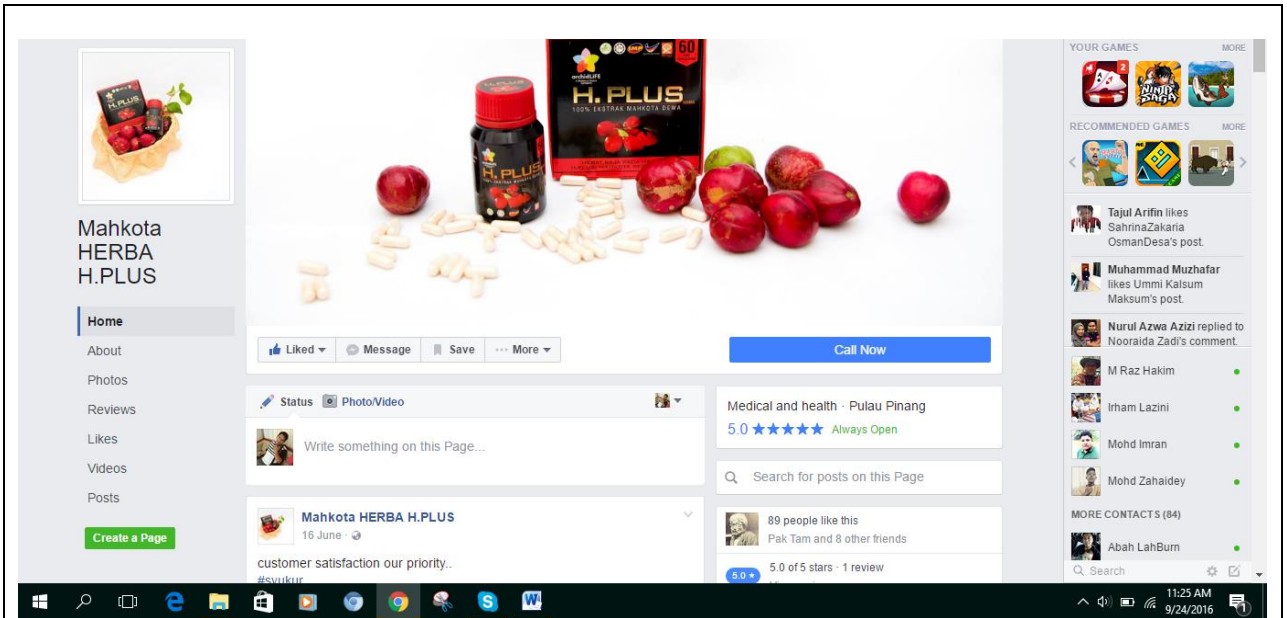 Mahkota
HERBA
H.PLUS
Home
About
Photos
Reviews
Likes
Videos
Posts
Create a Page
orchidLIFE
60
H. PLUS
100% EKSTRAK MAHKOTA DEWA
H.PLUS
H.PLUS
Liked
Message
Save
More
Call Now
Status
Photo/Video
Write something on this Page...
Mahkota HERBA H.PLUS
16 June
customer satisfaction our priority..
#syukur
Medical and health · Pulau Pinang
5.0 Always Open
Search for posts on this Page
89 people like this
Pak Tam and 8 other friends
5.0
5.0 of 5 stars · 1 review
YOUR GAMES MORE
2
NINJA
SAGA
RECOMMENDED GAMES MORE
Tajul Arifin likes
SahrinaZakaria
OsmanDesa's post.
Muhammad Muzhafar
likes Ummi Kalsum
Maksum's post.
Nurul Azwa Azizi replied to
Nooraida Zadi's comment.
M Raz Hakim
Irham Lazini
Mohd Imran
Mohd Zahaidey
MORE CONTACTS (84)
Abah LahBurn
Search
11:25 AM
9/24/2016
1